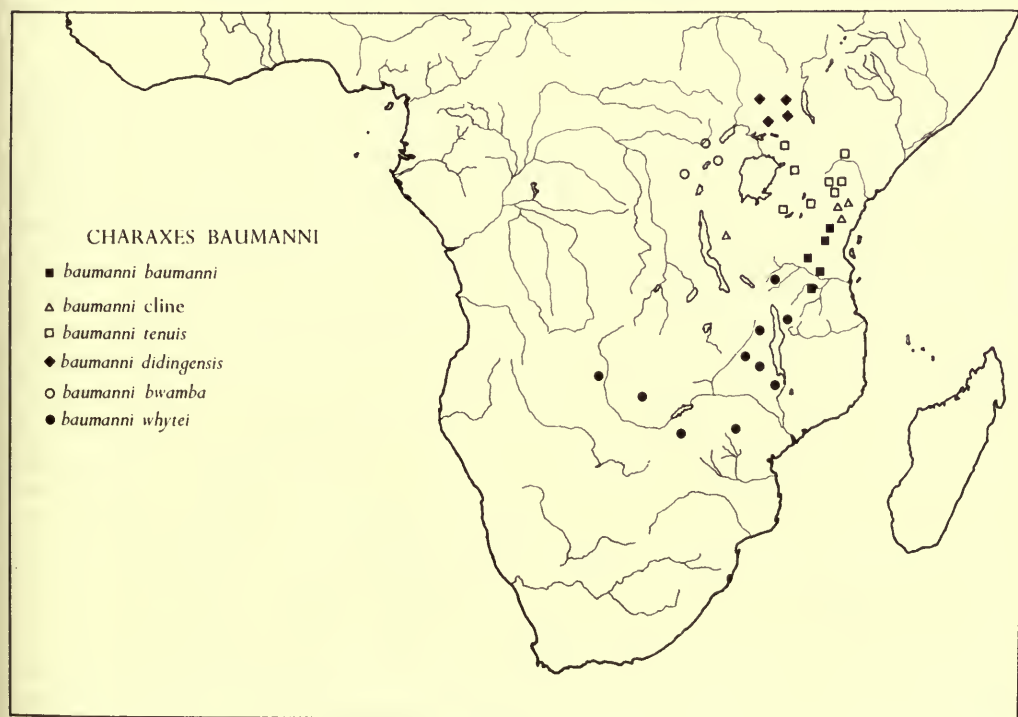 CHARAXES BAUMANNI
baumanni baumanni
baumanni cline
baumanni tenuis
baumanni didingensis
baumanni bwamba
baumanni whytei